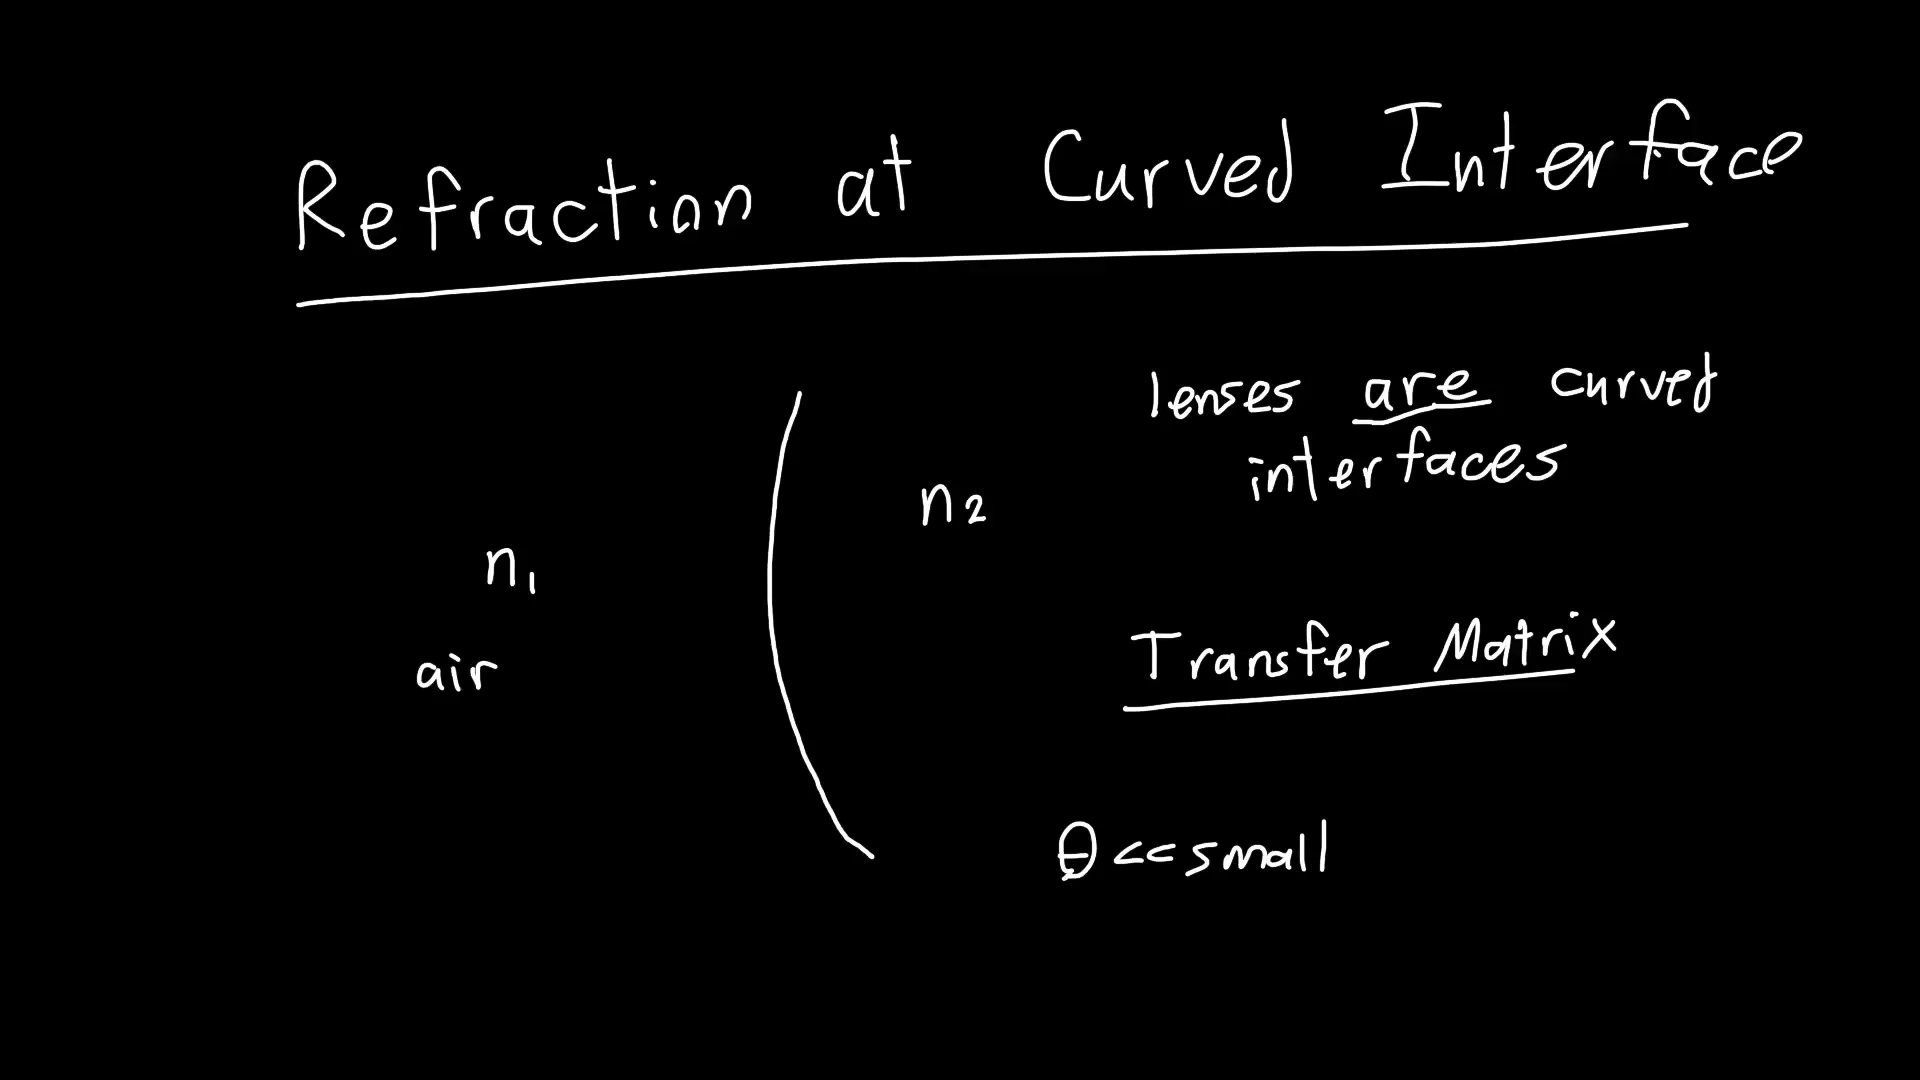 Refraction at Curved Interface
lenses are curved
interfaces
n₂
n₁
air
Transfer Matrix
θ<<small